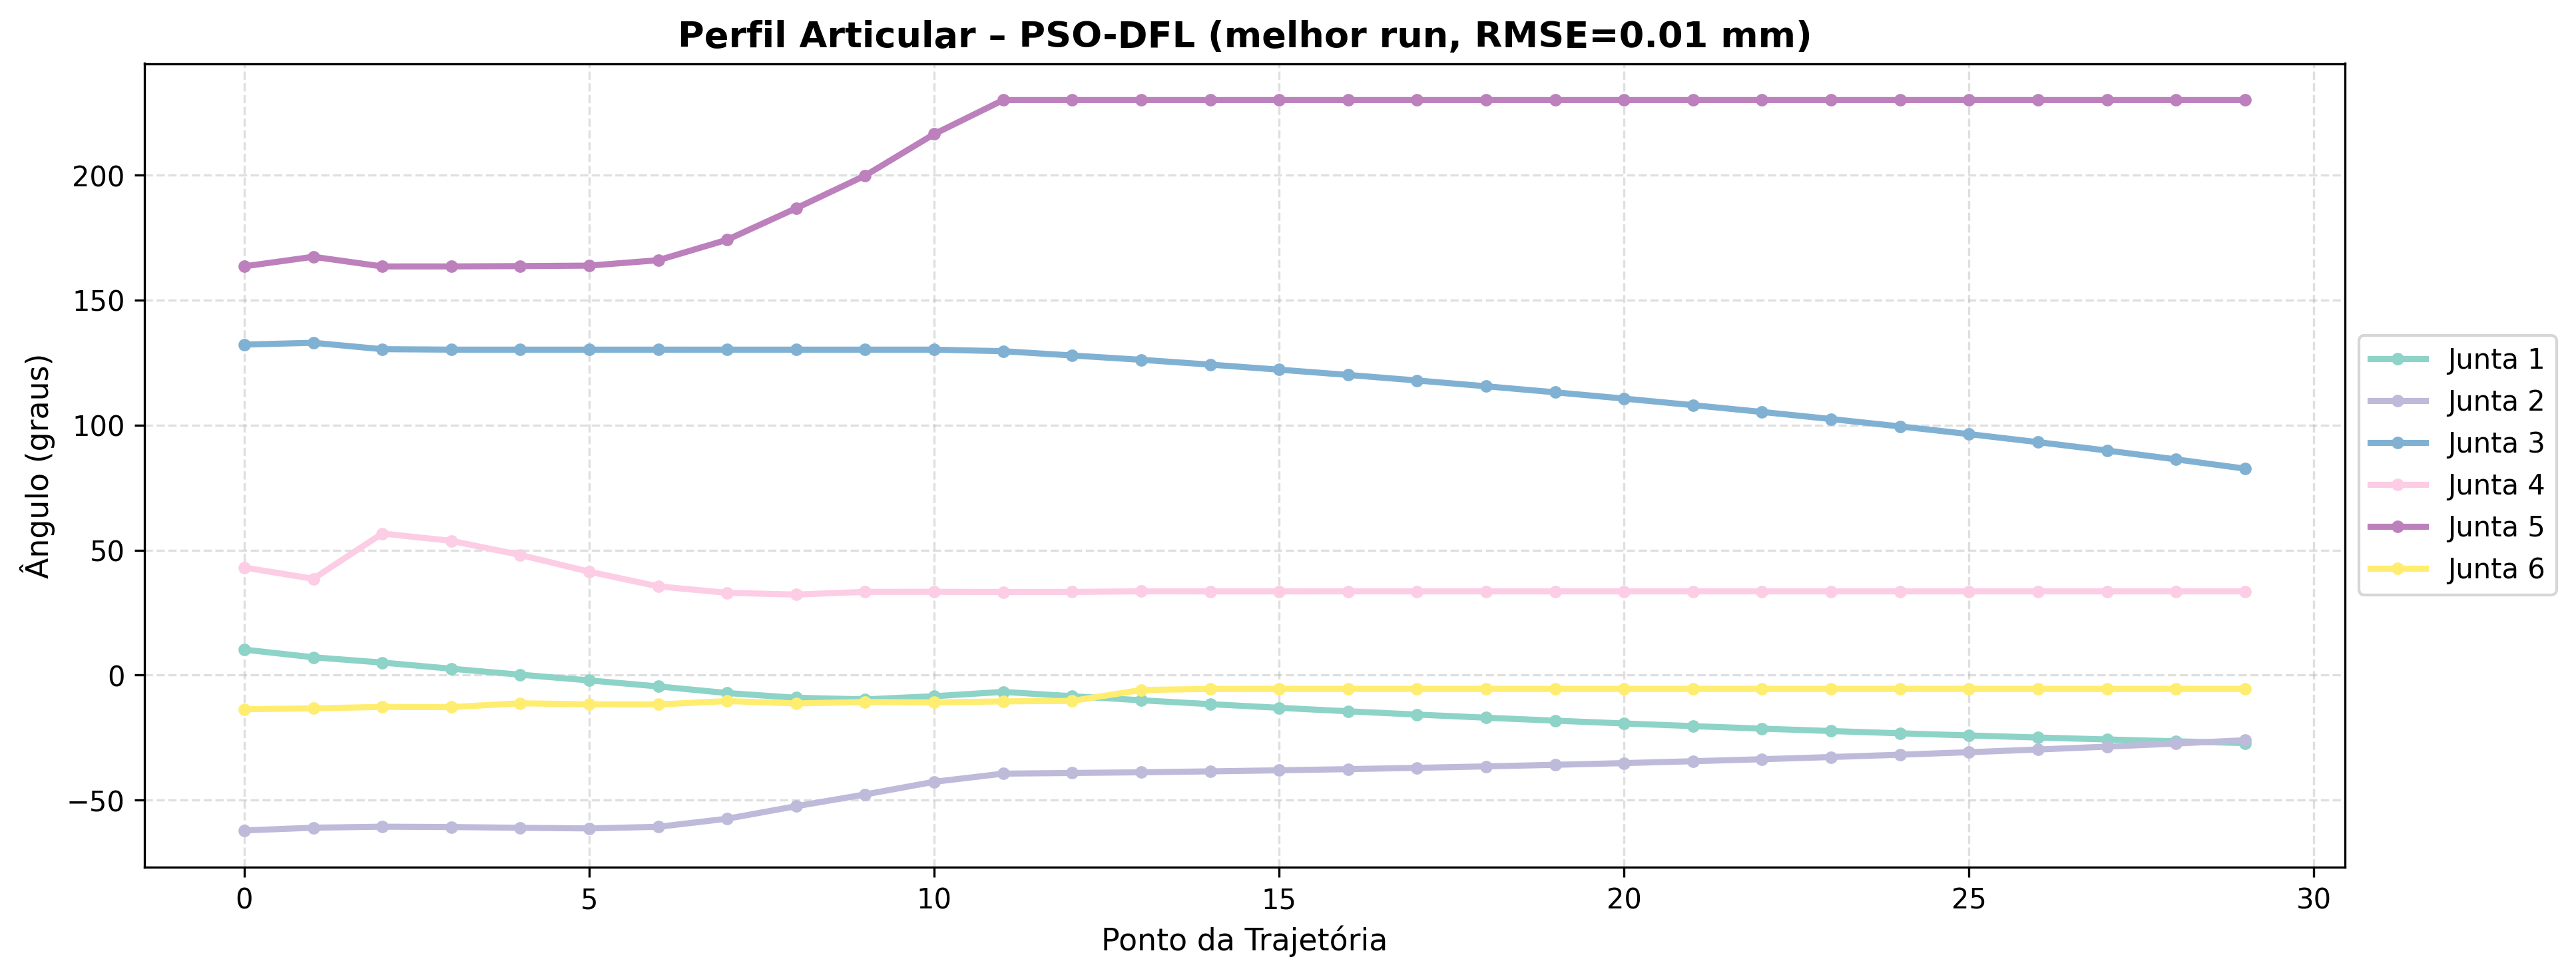 Perfil Articular – PSO-DFL (melhor run, RMSE=0.01 mm)
Ângulo (graus)
200
150
100
50
0
−50
0 5 10 15 20 25 30
Ponto da Trajetória
Junta 1
Junta 2
Junta 3
Junta 4
Junta 5
Junta 6